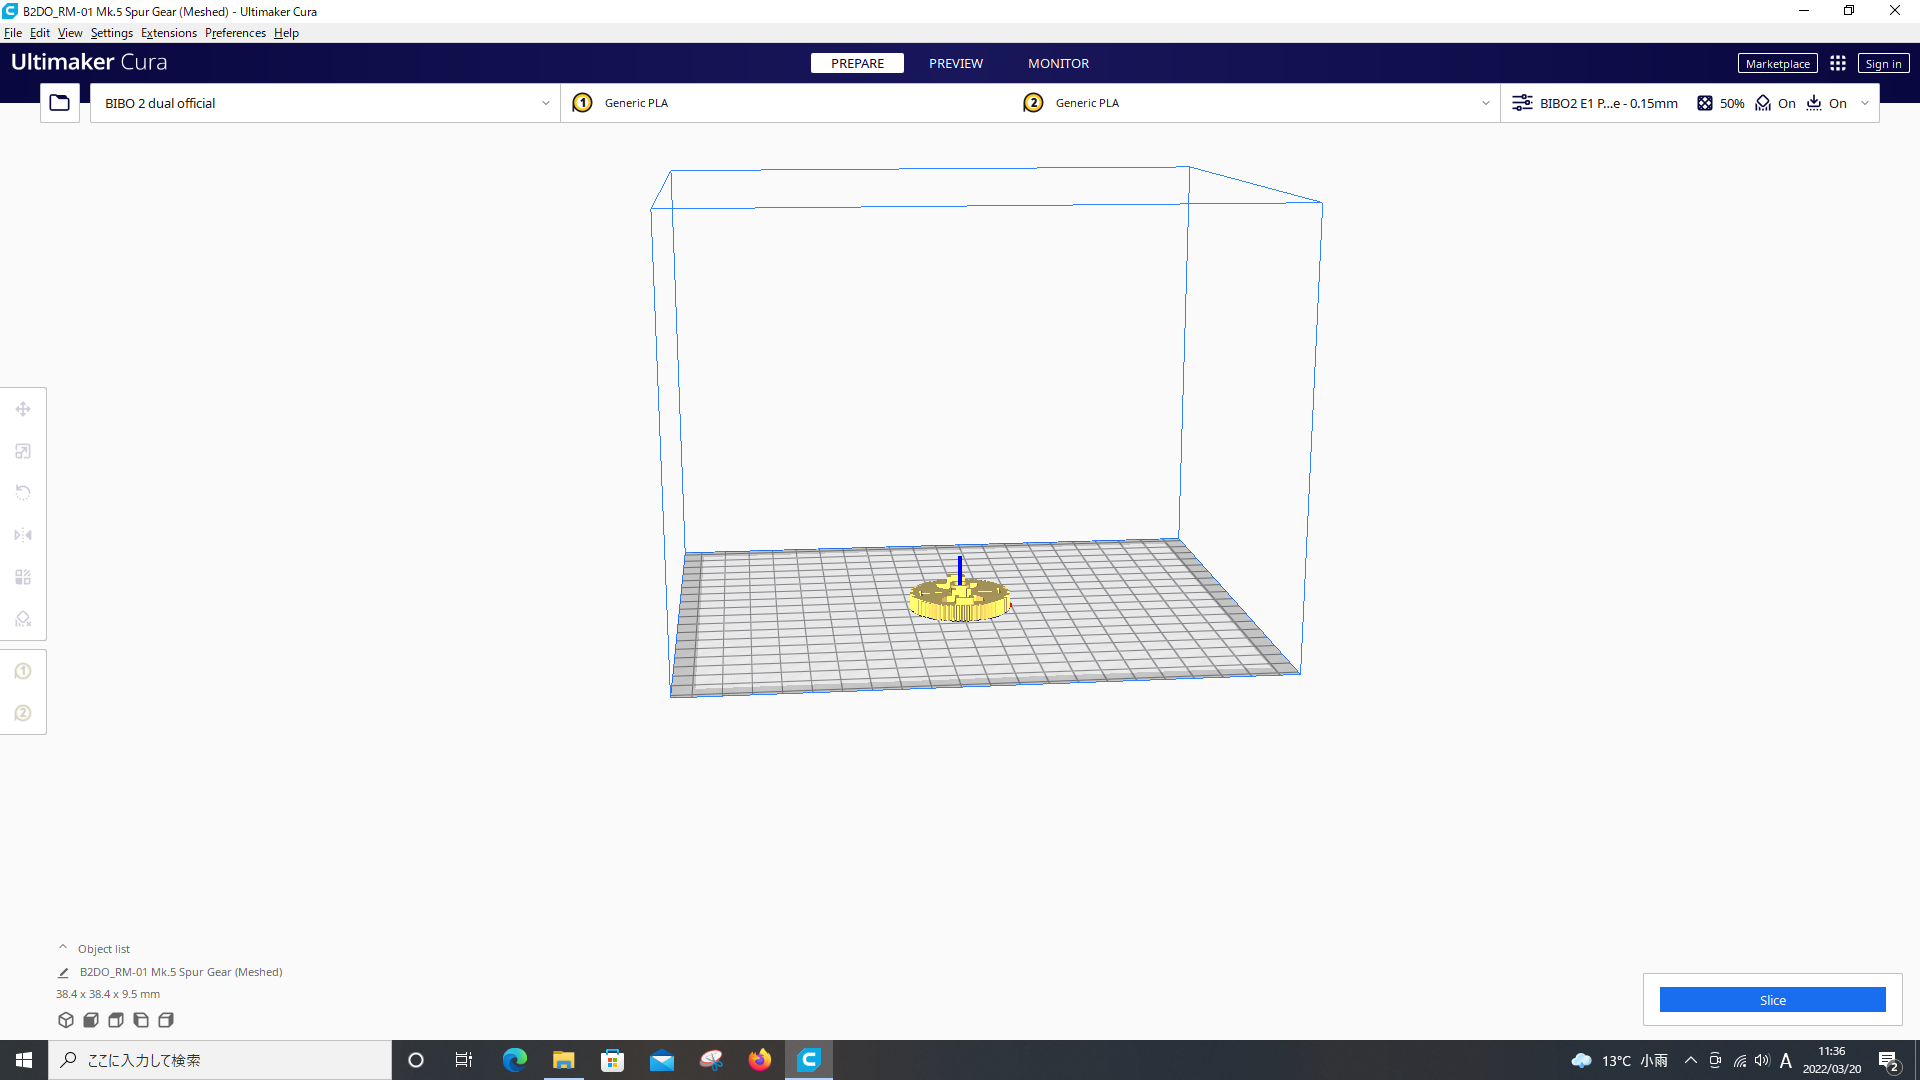 B2DO_RM-01 Mk.5 Spur Gear (Meshed) - Ultimaker Cura
File Edit View Settings Extensions Preferences Help
Ultimaker Cura
PREPARE PREVIEW MONITOR
Marketplace Sign in
BIBO 2 dual official 1 Generic PLA 2 Generic PLA BIBO2 E1 P...e - 0.15mm 50% On On
1
2
Object list
B2DO_RM-01 Mk.5 Spur Gear (Meshed)
38.4 x 38.4 x 9.5 mm
Slice
ここに入力して検索
13°C 小雨
A
11:36
2022/03/20
2